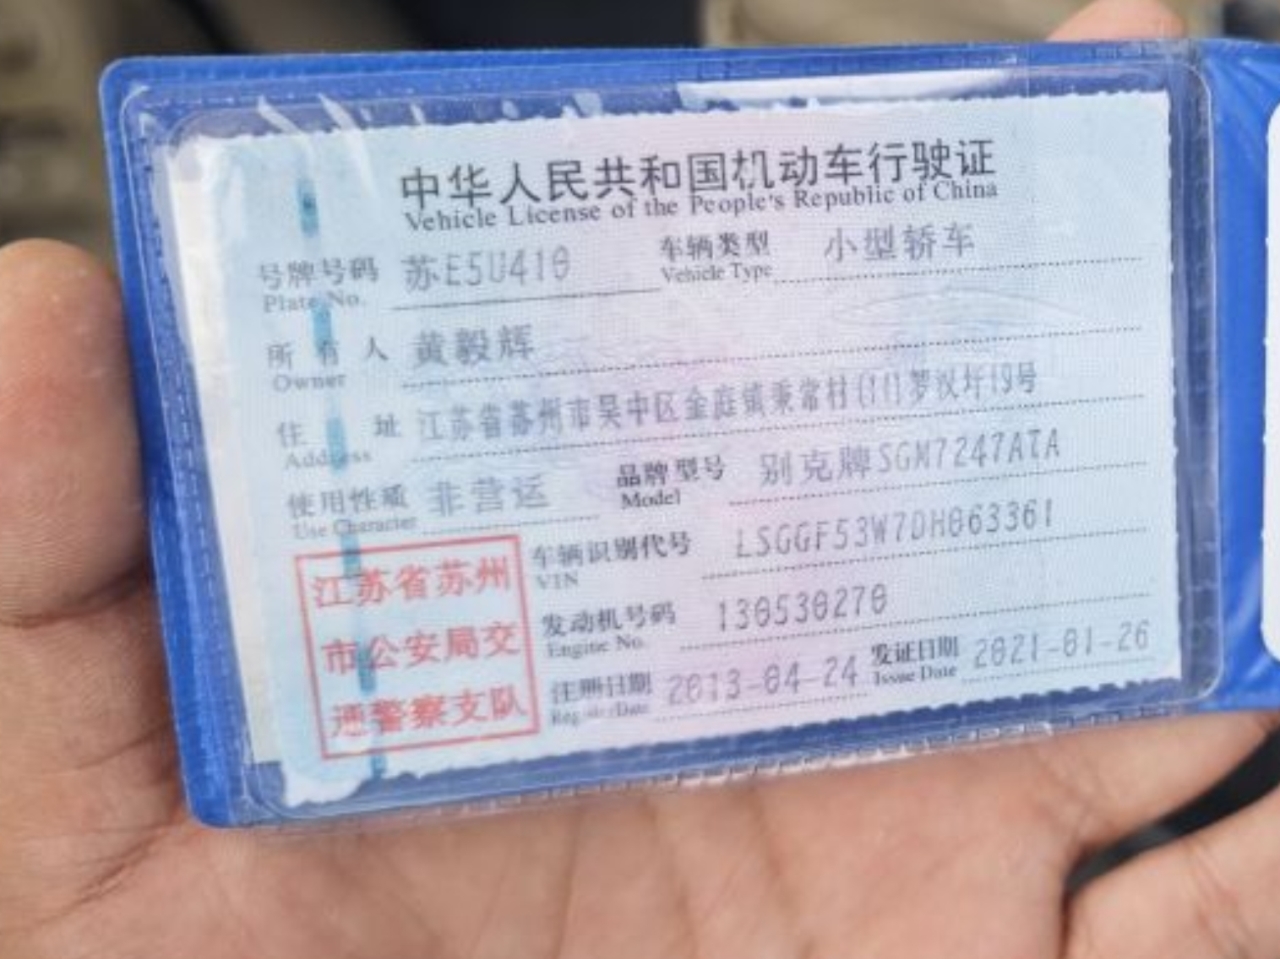 中华人民共和国机动车行驶证
Vehicle License of the People's Republic of China
号牌号码 苏E5U410 车辆类型 小型轿车
Plate No. Vehicle Type
所有人 黄毅辉
Owner
住址 江苏省苏州市吴中区金庭镇秉常村(11)罗汉圩19号
Address
使用性质 非营运 品牌型号 别克牌SGM7247ATA
Use Character Model
车辆识别代号 LSGGF53W7DH063361
VIN
发动机号码 130530270
Engine No.
注册日期 2013-04-24 发证日期 2021-01-26
Register Date Issue Date
江苏省苏州
市公安局交
通警察支队